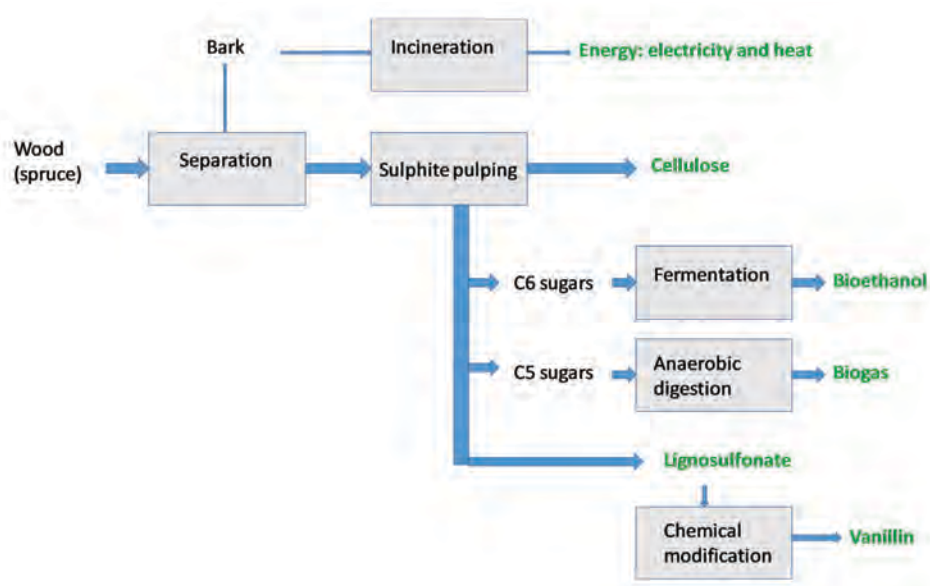 Bark
Incineration
Energy: electricity and heat
Wood
(spruce)
Separation
Sulphite pulping
Cellulose
C6 sugars
Fermentation
Bioethanol
C5 sugars
Anaerobic
digestion
Biogas
Lignosulfonate
Chemical
modification
Vanillin